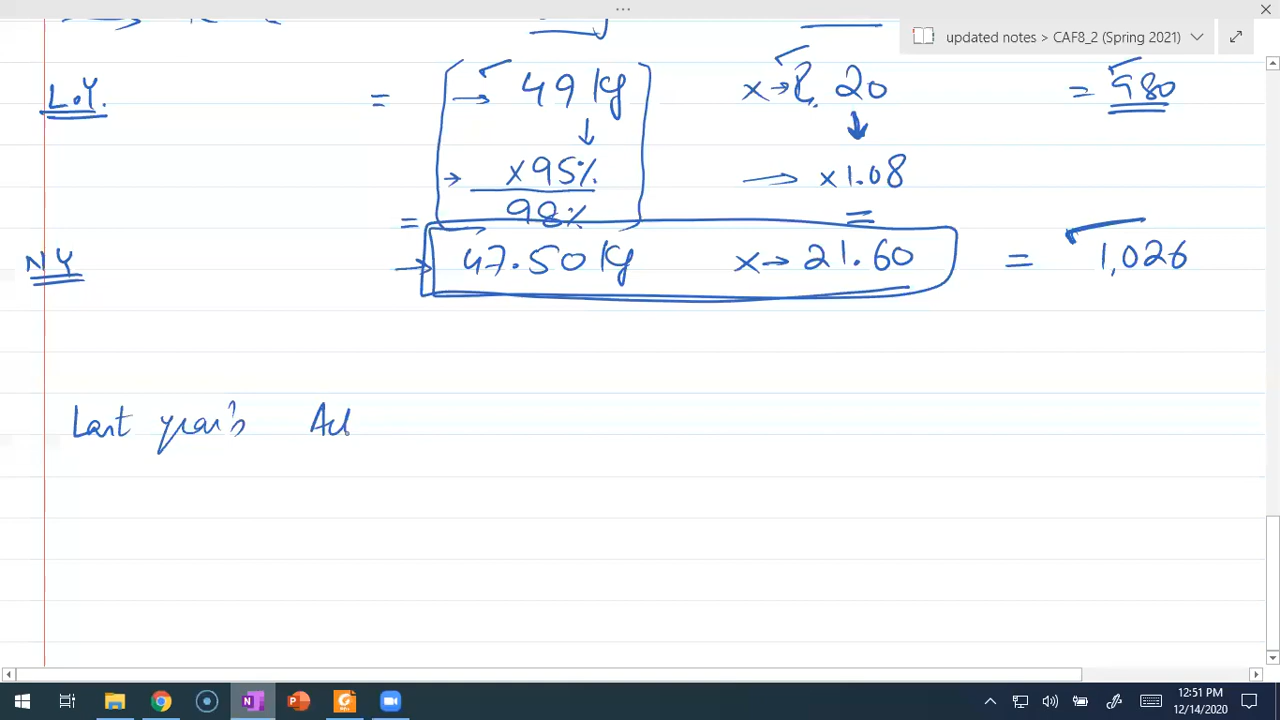 updated notes > CAF8_2 (Spring 2021)
L.Y. = 49 kg x → R. 20 = 980
x 95% → x 1.08
98%
= =
N Y → 47.50 kg x → 21.60 = 1,026
Last year's Act
12:51 PM
12/14/2020